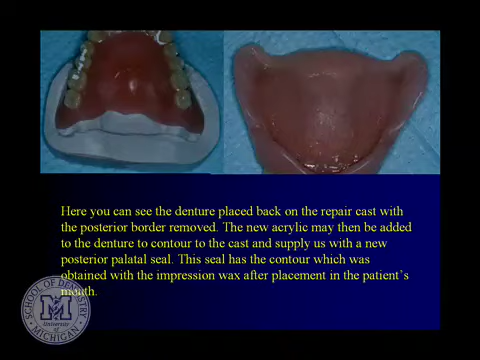 Here you can see the denture placed back on the repair cast with
the posterior border removed. The new acrylic may then be added
to the denture to contour to the cast and supply us with a new
posterior palatal seal. This seal has the contour which was
obtained with the impression wax after placement in the patient's
mouth.
SCHOOL OF DENTISTRY
University
of
MICHIGAN